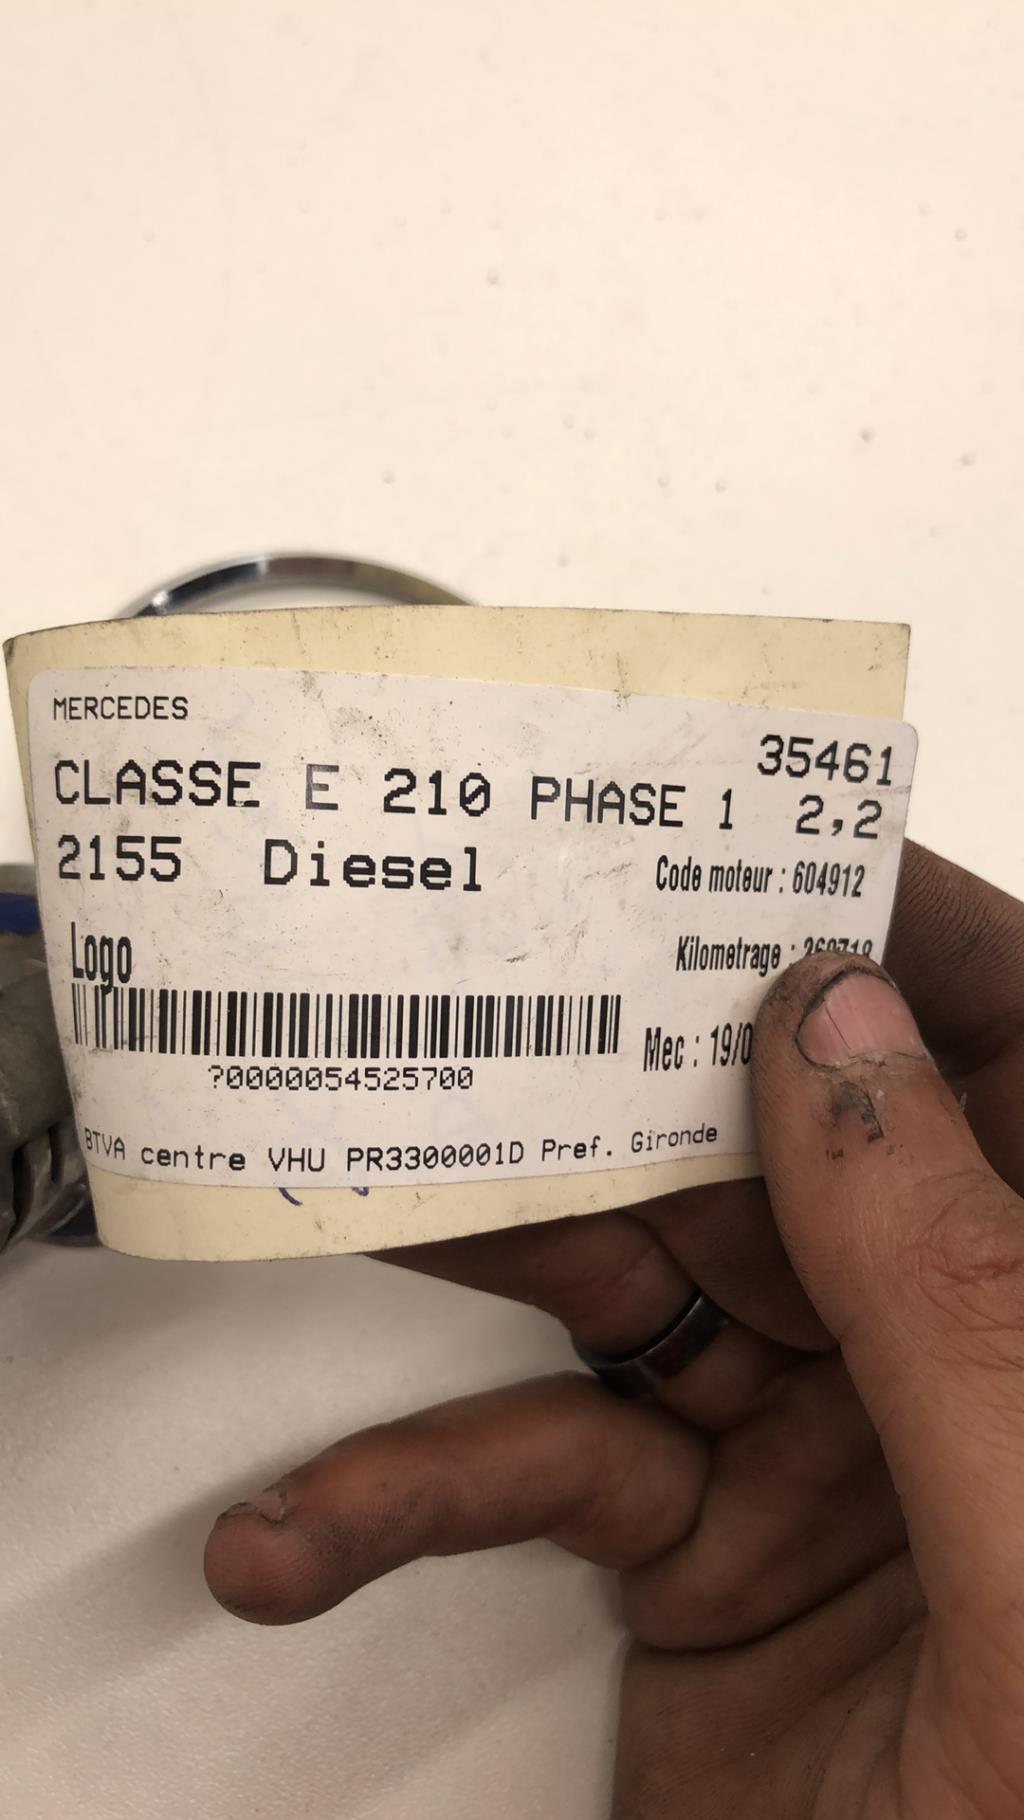 MERCEDES
35461
CLASSE E 210 PHASE 1 2,2
2155 Diesel
Code moteur : 604912
Logo
Kilometrage :
Mec : 19/0
?0000054525700
BTVA centre VHU PR3300001D Pref. Gironde